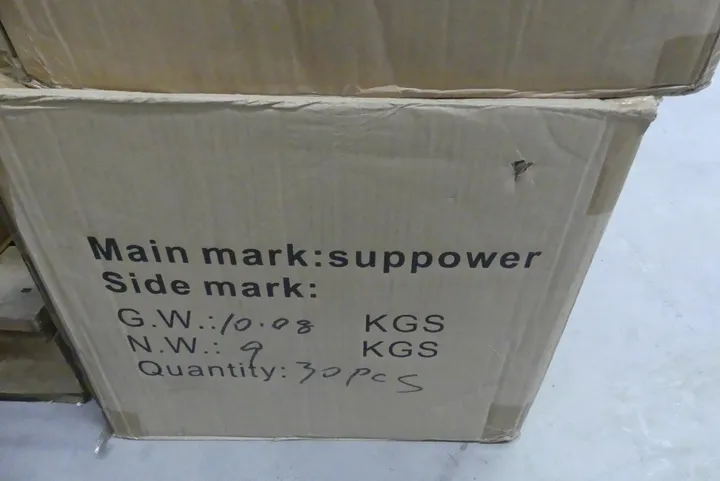 Main mark:suppower
Side mark:
G.W.:10.08 KGS
N.W.: 9 KGS
Quantity: 30pcs